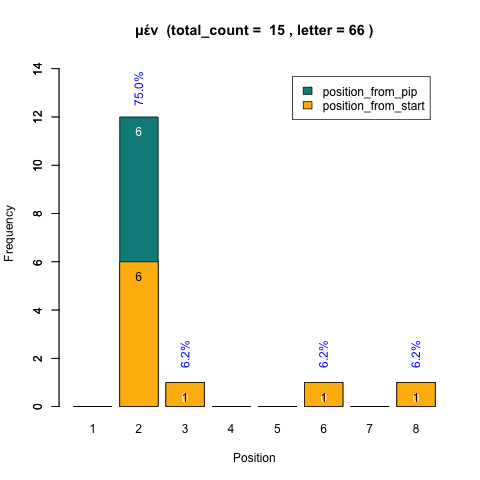 μέν (total_count = 15 , letter = 66 )
14
12
10
8
6
4
2
0
Frequency
75.0%
6
6
6.2%
1
6.2%
1
6.2%
1
position_from_pip
position_from_start
1 2 3 4 5 6 7 8
Position